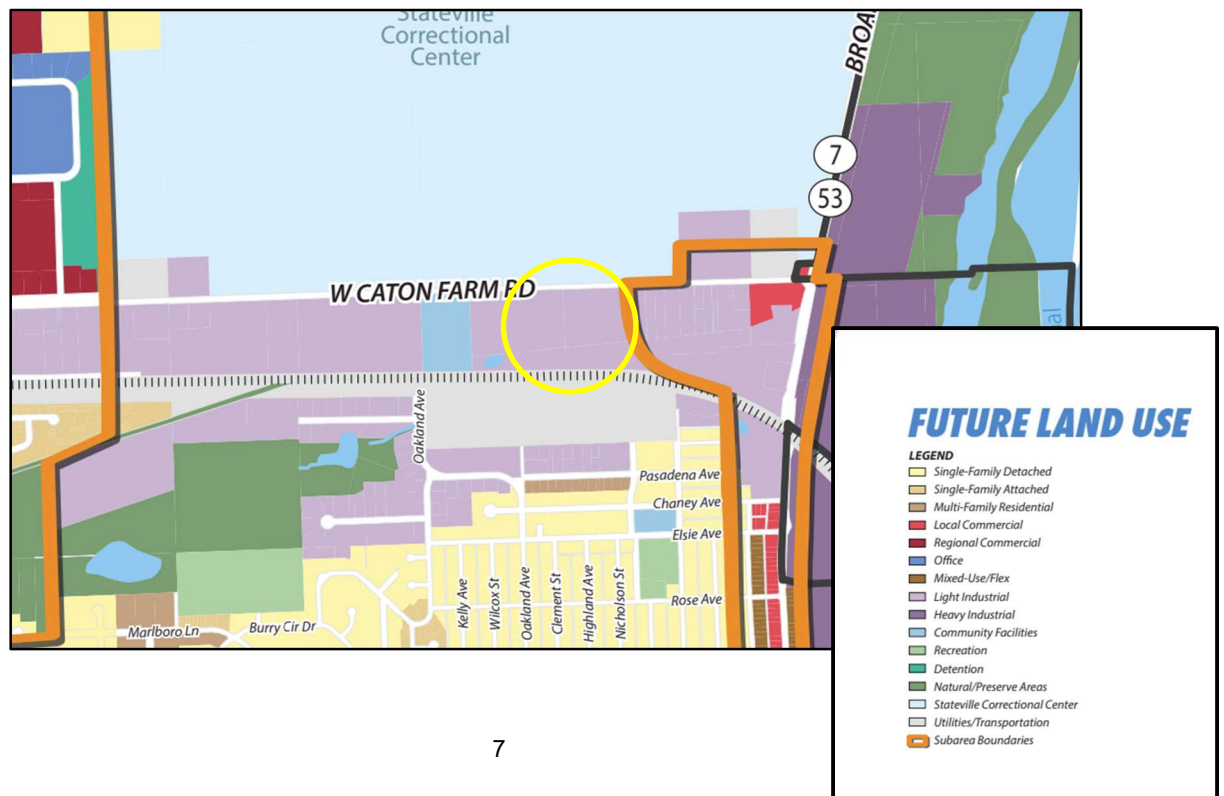 Stateville
Correctional
Center
BROA
7
53
W CATON FARM RD
Oakland Ave
Pasadena Ave
Chaney Ave
Elsie Ave
Kelly Ave
Wilcox St
Oakland Ave
Clement St
Highland Ave
Nicholson St
Rose Ave
Marlboro Ln
Burry Cir Dr
al
FUTURE LAND USE
LEGEND
Single-Family Detached
Single-Family Attached
Multi-Family Residential
Local Commercial
Regional Commercial
Office
Mixed-Use/Flex
Light Industrial
Heavy Industrial
Community Facilities
Recreation
Detention
Natural/Preserve Areas
Stateville Correctional Center
Utilities/Transportation
Subarea Boundaries
7